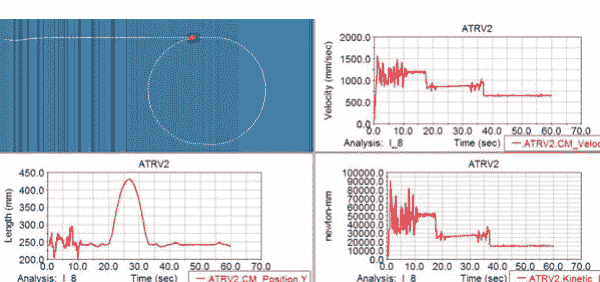 ATRV2
2000.0
1500.0
1000.0
500.0
0.0
Velocity (mm/sec)
0.0 10.0 20.0 30.0 40.0 50.0 60.0 70.0
Analysis: I_8 Time (sec) ATRV2.CM_Veloc
ATRV2
450.0
400.0
350.0
300.0
250.0
200.0
Length (mm)
0.0 10.0 20.0 30.0 40.0 50.0 60.0 70.0
Analysis: I_8 Time (sec) ATRV2.CM_Position.Y
ATRV2
100000.0
90000.0
80000.0
70000.0
60000.0
50000.0
40000.0
30000.0
20000.0
10000.0
0.0
newton-mm
0.0 10.0 20.0 30.0 40.0 50.0 60.0 70.0
Analysis: I_8 Time (sec) ATRV2.Kinetic